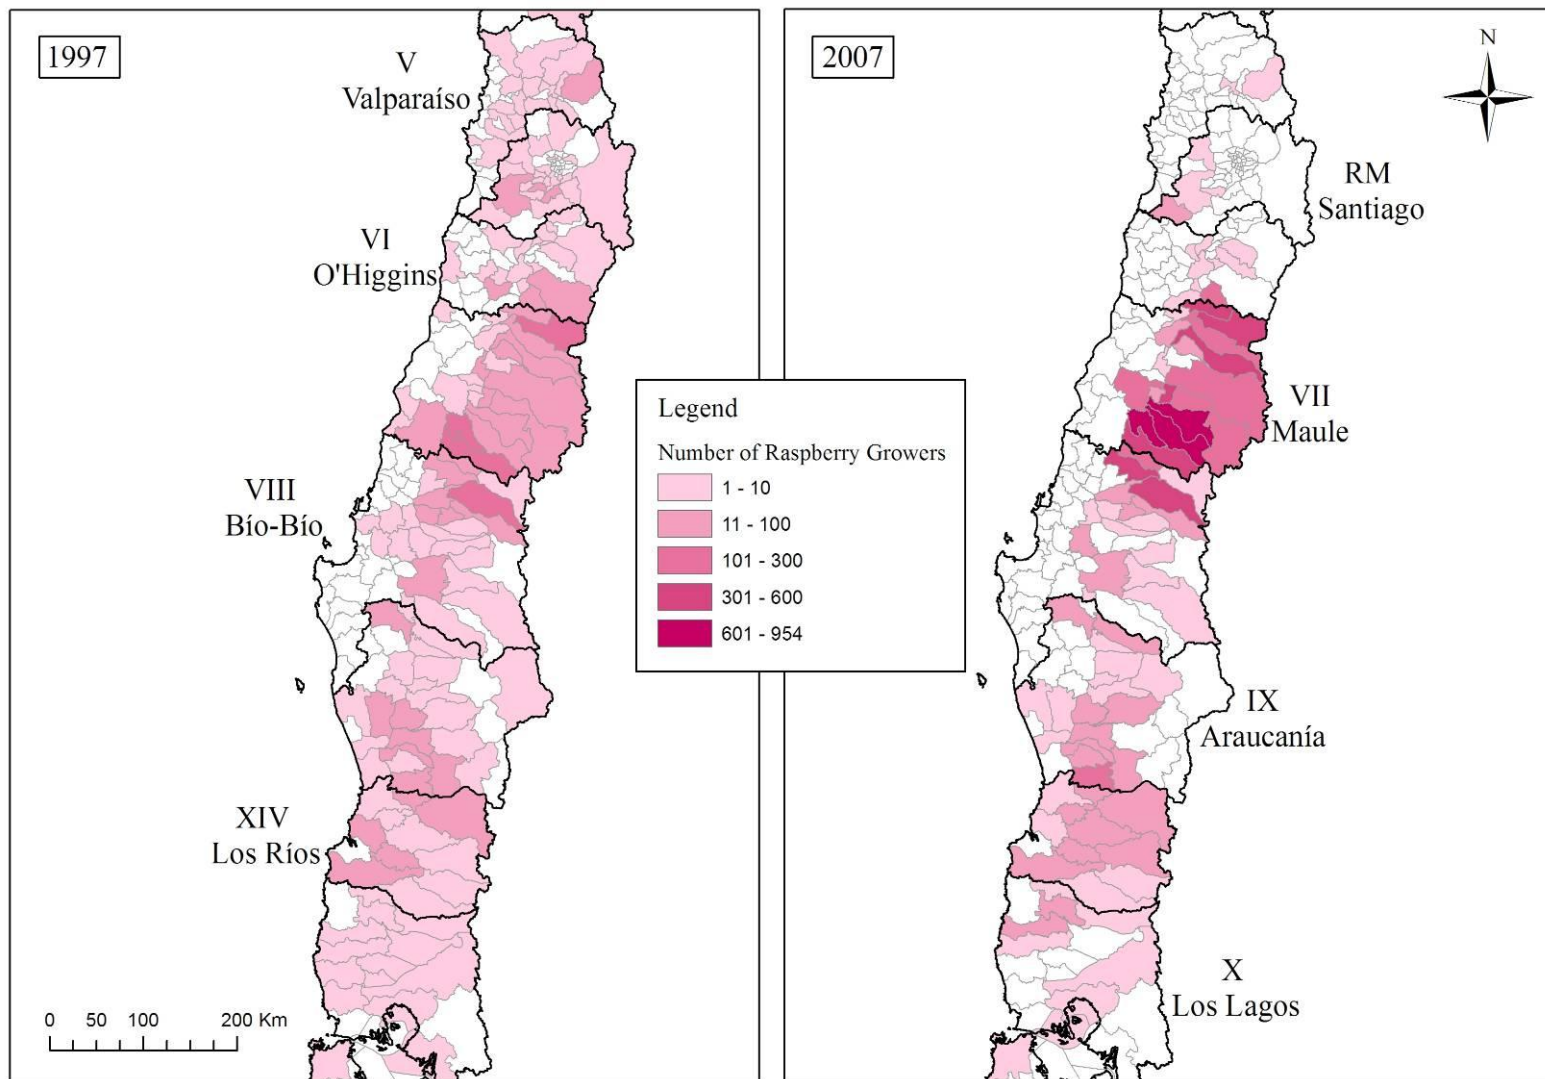 1997
V
Valparaíso
VI
O'Higgins
VIII
Bío-Bío
XIV
Los Ríos
0 50 100 200 Km
Legend
Number of Raspberry Growers
1 - 10
11 - 100
101 - 300
301 - 600
601 - 954
2007
N
RM
Santiago
VII
Maule
IX
Araucanía
X
Los Lagos